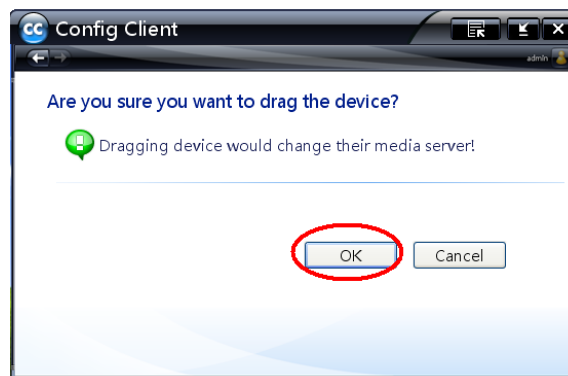 cc Config Client
admin
Are you sure you want to drag the device?
Dragging device would change their media server!
OK Cancel